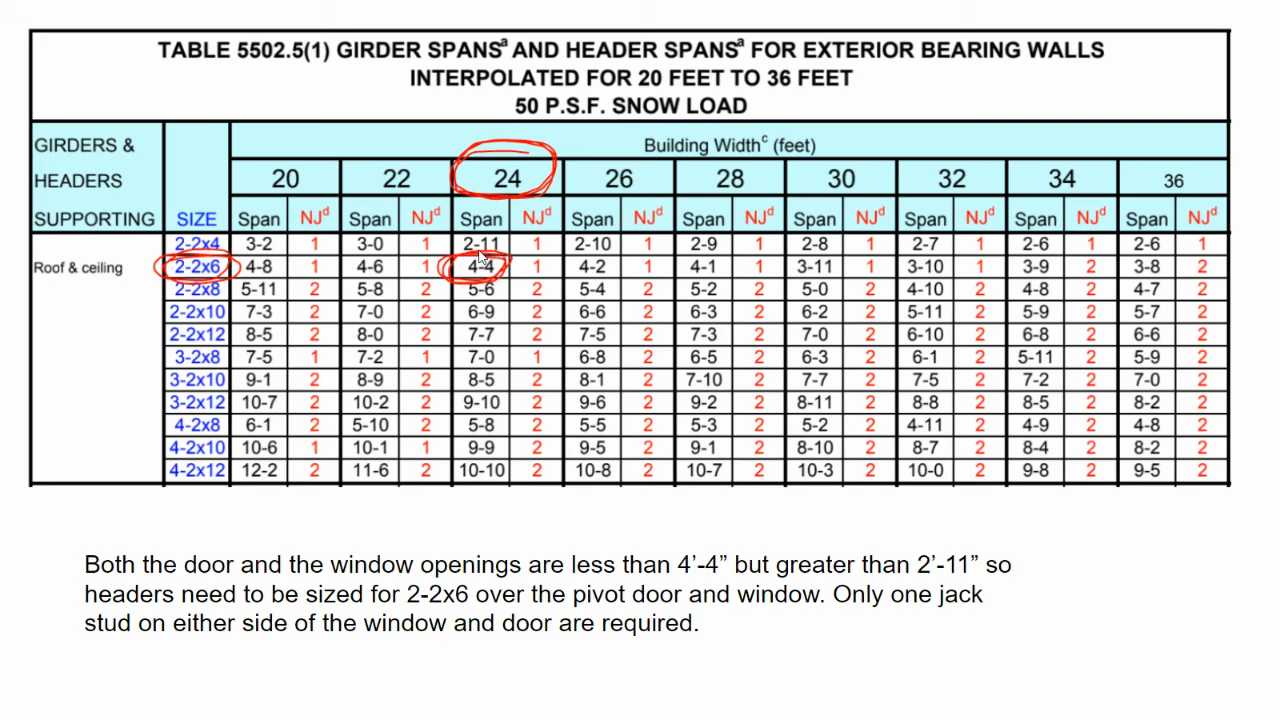 TABLE 5502.5(1) GIRDER SPANSa AND HEADER SPANSa FOR EXTERIOR BEARING WALLS
INTERPOLATED FOR 20 FEET TO 36 FEET
50 P.S.F. SNOW LOAD
GIRDERS & HEADERS SUPPORTING SIZE Building Widthc (feet)
20 22 24 26 28 30 32 34 36
Span NJd Span NJd Span NJd Span NJd Span NJd Span NJd Span NJd Span NJd Span NJd
2-2x4 3-2 1 3-0 1 2-11 1 2-10 1 2-9 1 2-8 1 2-7 1 2-6 1 2-6 1
Roof & ceiling 2-2x6 4-8 1 4-6 1 4-4 1 4-2 1 4-1 1 3-11 1 3-10 1 3-9 2 3-8 2
2-2x8 5-11 2 5-8 2 5-6 2 5-4 2 5-2 2 5-0 2 4-10 2 4-8 2 4-7 2
2-2x10 7-3 2 7-0 2 6-9 2 6-6 2 6-3 2 6-2 2 5-11 2 5-9 2 5-7 2
2-2x12 8-5 2 8-0 2 7-7 2 7-5 2 7-3 2 7-0 2 6-10 2 6-8 2 6-6 2
3-2x8 7-5 1 7-2 1 7-0 1 6-8 2 6-5 2 6-3 2 6-1 2 5-11 2 5-9 2
3-2x10 9-1 2 8-9 2 8-5 2 8-1 2 7-10 2 7-7 2 7-5 2 7-2 2 7-0 2
3-2x12 10-7 2 10-2 2 9-10 2 9-6 2 9-2 2 8-11 2 8-8 2 8-5 2 8-2 2
4-2x8 6-1 2 5-10 2 5-8 2 5-5 2 5-3 2 5-2 2 4-11 2 4-9 2 4-8 2
4-2x10 10-6 1 10-1 1 9-9 2 9-5 2 9-1 2 8-10 2 8-7 2 8-4 2 8-2 2
4-2x12 12-2 2 11-6 2 10-10 2 10-8 2 10-7 2 10-3 2 10-0 2 9-8 2 9-5 2
Both the door and the window openings are less than 4’-4” but greater than 2’-11” so
headers need to be sized for 2-2x6 over the pivot door and window. Only one jack
stud on either side of the window and door are required.